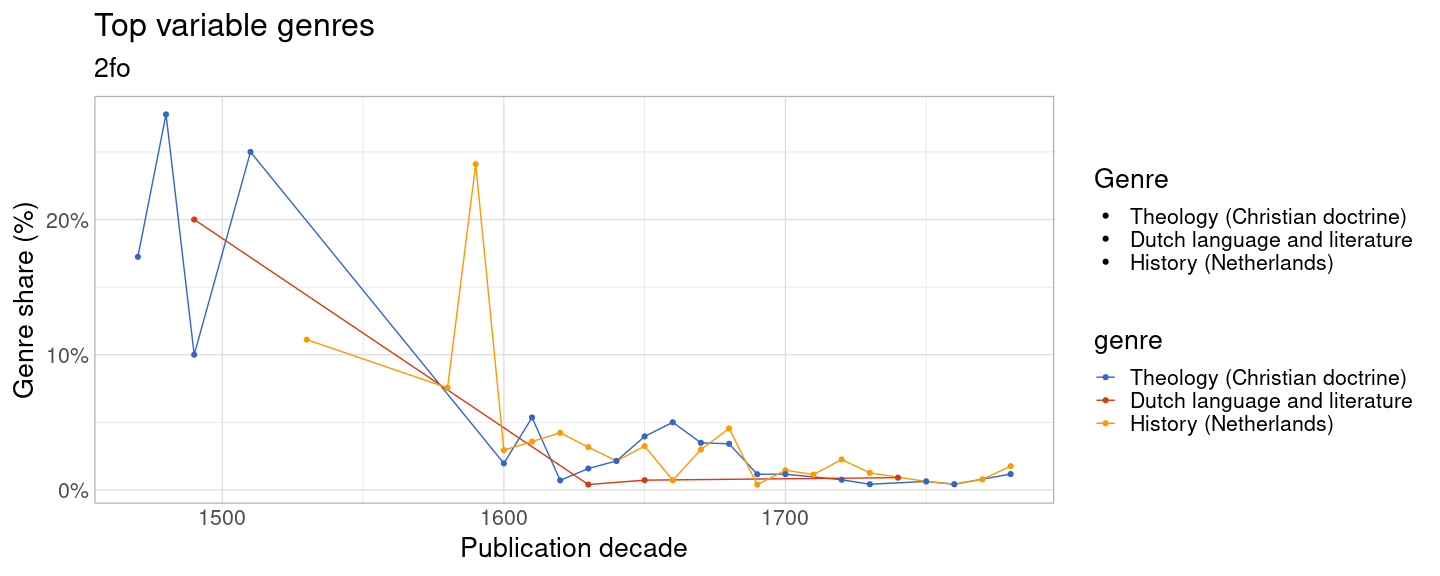 Top variable genres
2fo
Genre share (%)
20%
10%
0%
1500
1600
1700
Publication decade
Genre
Theology (Christian doctrine)
Dutch language and literature
History (Netherlands)
genre
Theology (Christian doctrine)
Dutch language and literature
History (Netherlands)